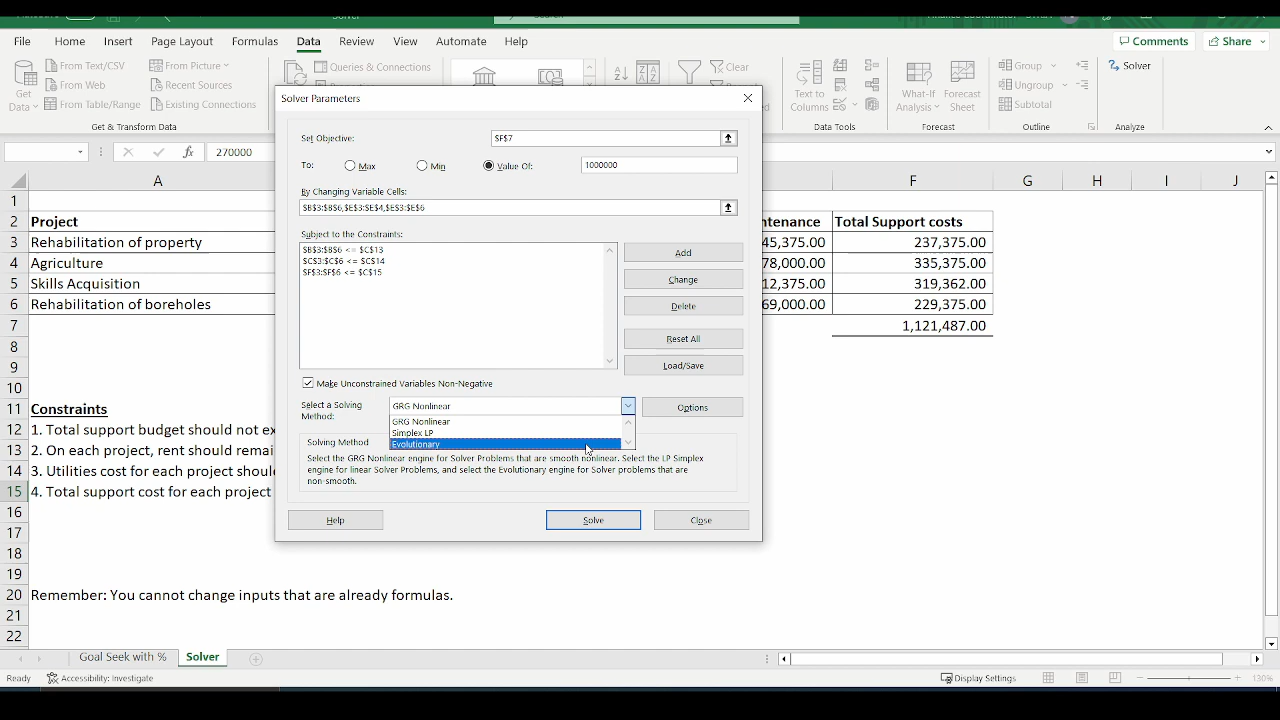 File Home Insert Page Layout Formulas Data Review View Automate Help Comments Share
From Text/CSV From Picture Queries & Connections Clear Group Solver
Get Data From Web Recent Sources Text to Columns What-If Analysis Forecast Sheet Ungroup
From Table/Range Existing Connections Subtotal
Get & Transform Data Data Tools Forecast Outline Analyze
270000
A F G H I J
1
2 Project ntenance Total Support costs
3 Rehabilitation of property 45,375.00 237,375.00
4 Agriculture 78,000.00 335,375.00
5 Skills Acquisition 12,375.00 319,362.00
6 Rehabilitation of boreholes 69,000.00 229,375.00
7 1,121,487.00
8
9
10
11 Constraints
12 1. Total support budget should not ex
13 2. On each project, rent should remai
14 3. Utilities cost for each project shoul
15 4. Total support cost for each project
16
17
18
19
20 Remember: You cannot change inputs that are already formulas.
21
22
Solver Parameters
Set Objective: $F$7
To: Max Min Value Of: 1000000
By Changing Variable Cells:
$B$3:$B$6,$E$3:$E$4,$E$3:$E$6
Subject to the Constraints:
$B$3:$B$6 <= $C$13
$C$3:$C$6 <= $C$14
$F$3:$F$6 <= $C$15
Add
Change
Delete
Reset All
Load/Save
Make Unconstrained Variables Non-Negative
Select a Solving Method: GRG Nonlinear Options
GRG Nonlinear
Simplex LP
Evolutionary
Solving Method
Select the GRG Nonlinear engine for Solver Problems that are smooth nonlinear. Select the LP Simplex
engine for linear Solver Problems, and select the Evolutionary engine for Solver problems that are
non-smooth.
Help Solve Close
Goal Seek with % Solver
Ready Accessibility: Investigate Display Settings 130%